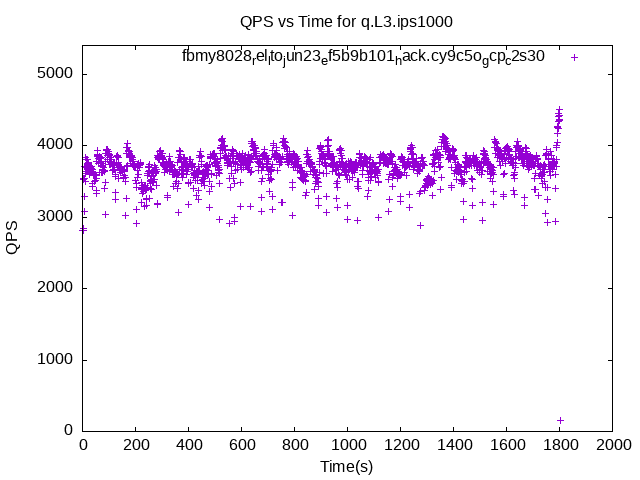 QPS vs Time for q.L3.ips1000
fbmy8028relltojun23ef5b9b101hack.cy9c5ogcpc2s30
5000
4000
3000
2000
1000
0
QPS
0 200 400 600 800 1000 1200 1400 1600 1800 2000
Time(s)